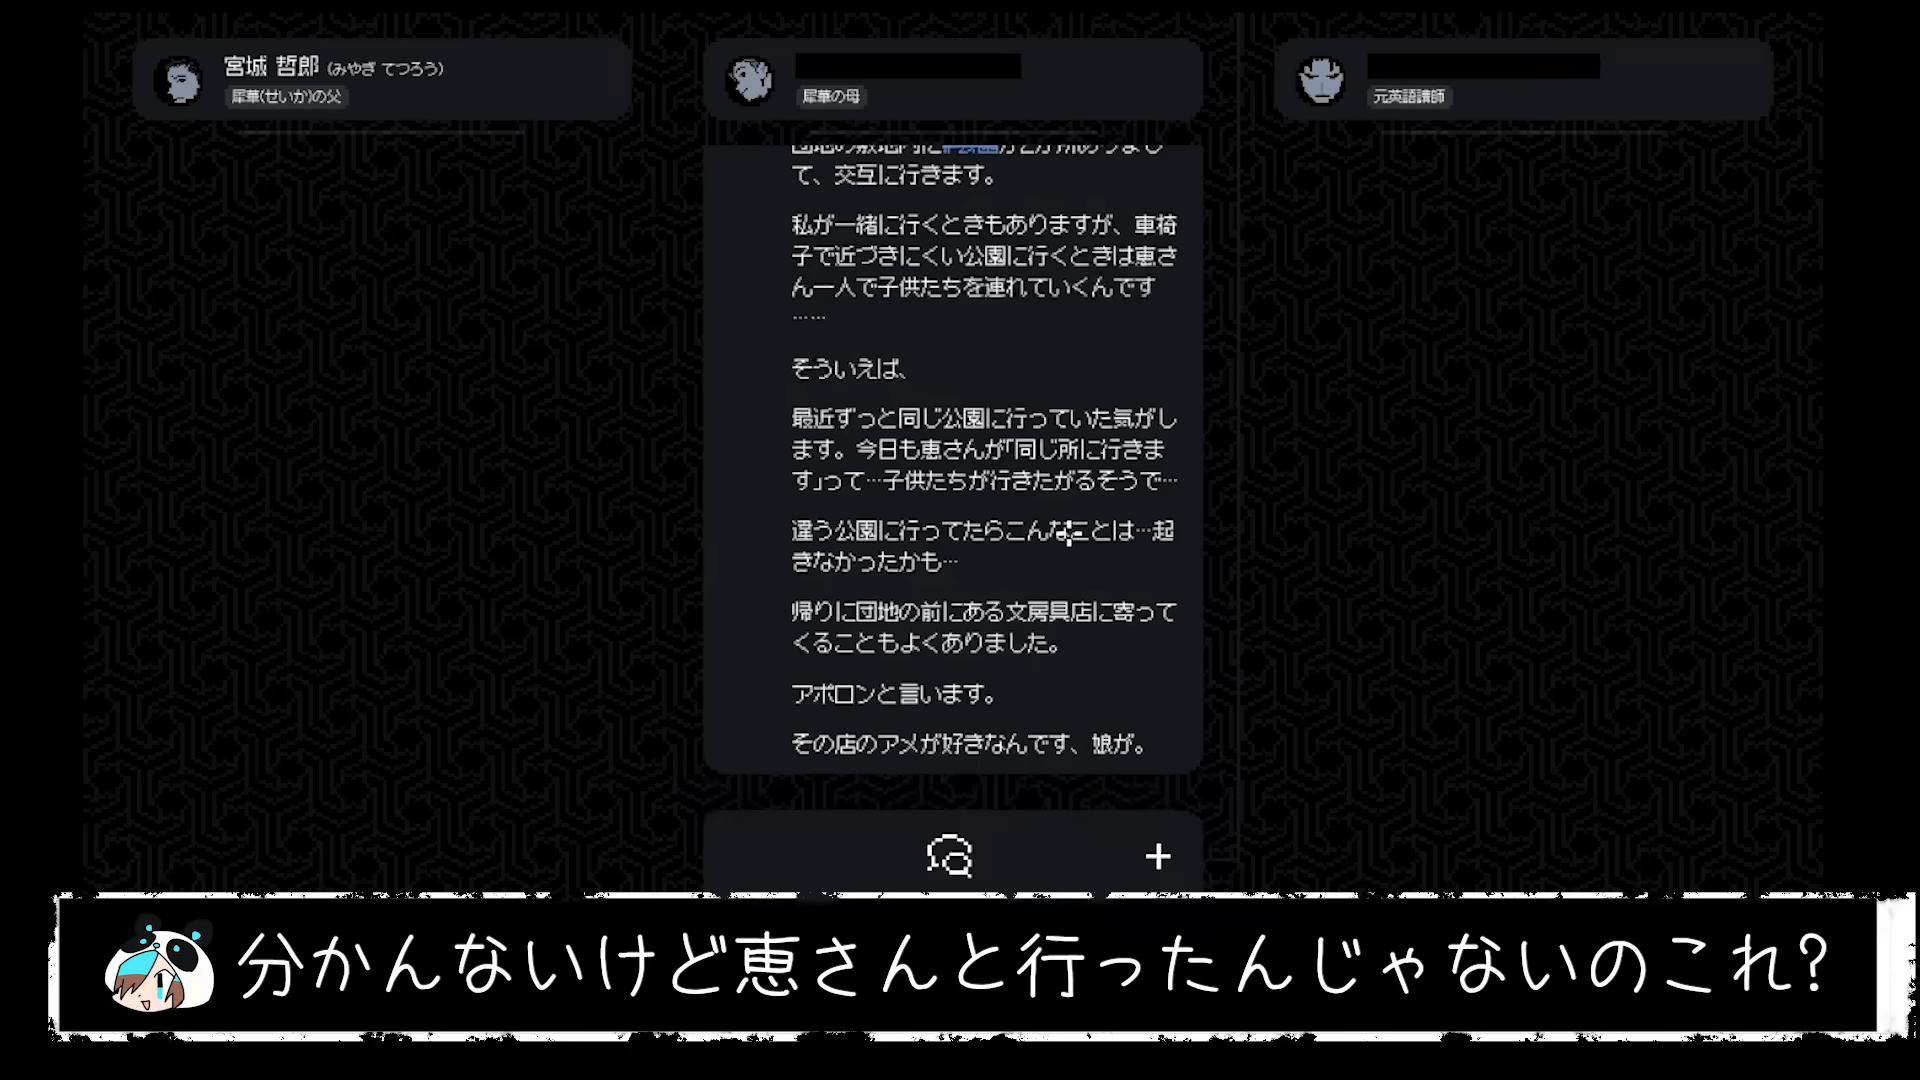 宮城 哲郎 (みやぎ てつろう)
犀華(せいか)の父
犀華の母
元英語講師
て、交互に行きます。
私が一緒に行くときもありますが、車椅
子で近づきにくい公園に行くときは恵さ
ん一人で子供たちを連れていくんです
……
そういえば、
最近ずっと同じ公園に行っていた気がし
ます。今日も恵さんが「同じ所に行きま
す」って…子供たちが行きたがるそうで…
違う公園に行ってたらこんなことは…起
きなかったかも…
帰りに団地の前にある文房具店に寄って
くることもよくありました。
アポロンと言います。
その店のアメが好きなんです、娘が。
分かんないけど恵さんと行ったんじゃないのこれ?